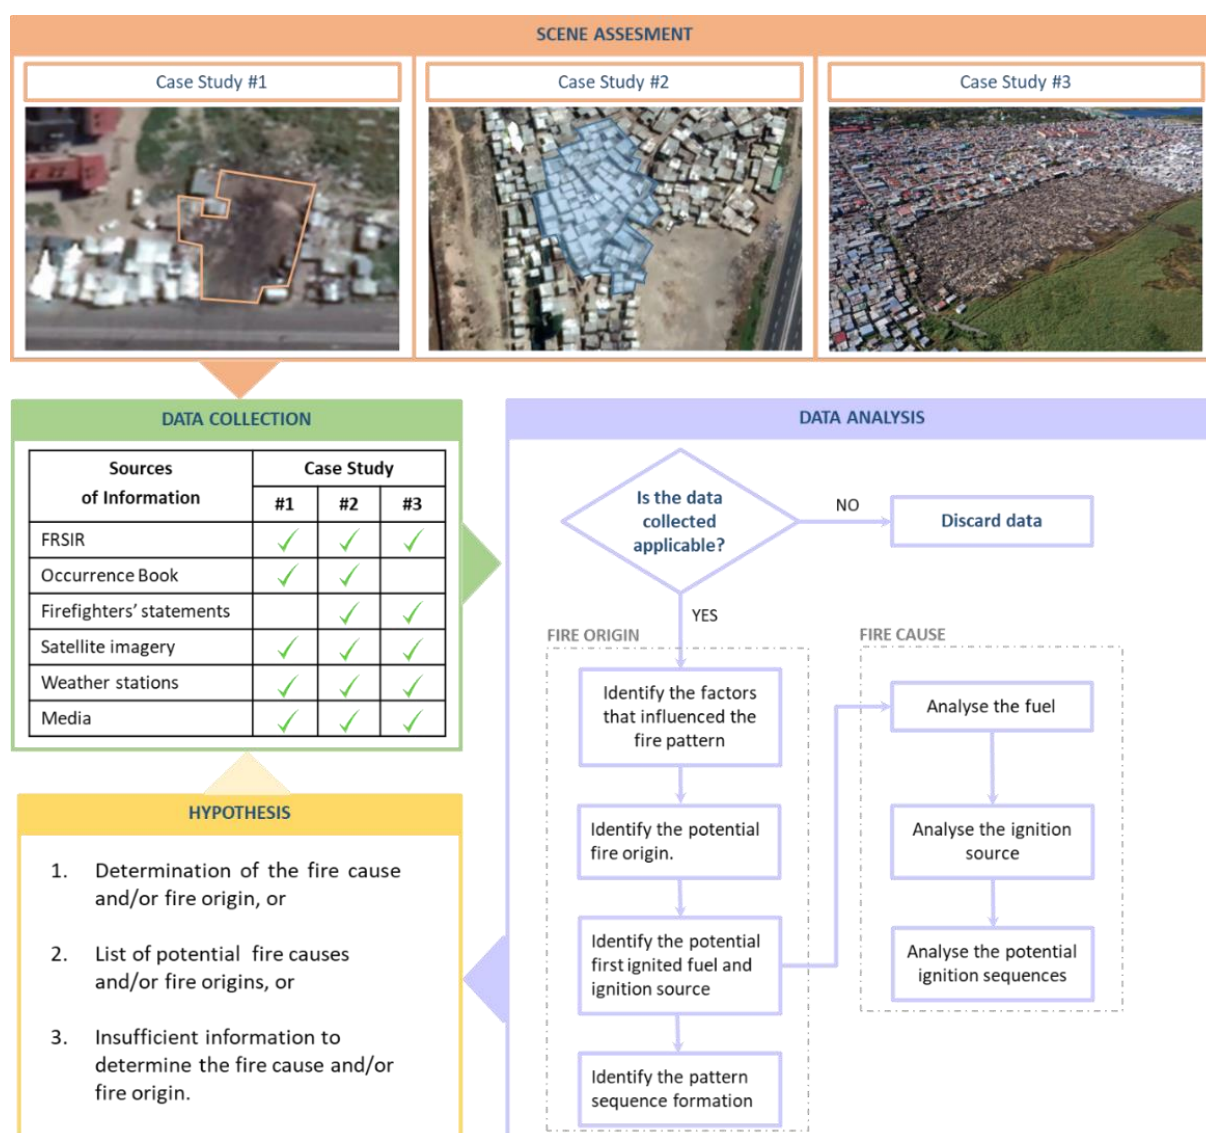 SCENE ASSESMENT
Case Study #1
Case Study #2
Case Study #3
DATA COLLECTION
Sources
of Information
Case Study
#1 #2 #3
FRSIR ✓ ✓ ✓
Occurrence Book ✓ ✓
Firefighters’ statements ✓ ✓
Satellite imagery ✓ ✓ ✓
Weather stations ✓ ✓ ✓
Media ✓ ✓ ✓
DATA ANALYSIS
Is the data
collected
applicable?
NO
Discard data
YES
FIRE ORIGIN
Identify the factors
that influenced the
fire pattern
Identify the potential
fire origin.
Identify the potential
first ignited fuel and
ignition source
Identify the pattern
sequence formation
FIRE CAUSE
Analyse the fuel
Analyse the ignition
source
Analyse the potential
ignition sequences
HYPOTHESIS
1. Determination of the fire cause
and/or fire origin, or
2. List of potential fire causes
and/or fire origins, or
3. Insufficient information to
determine the fire cause and/or
fire origin.